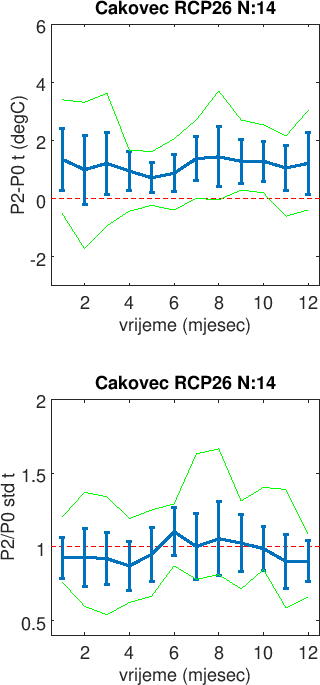 Cakovec RCP26 N:14
6
4
2
0
-2
P2-P0 t (degC)
2 4 6 8 10 12
vrijeme (mjesec)
Cakovec RCP26 N:14
2
1.5
1
0.5
P2/P0 std t
2 4 6 8 10 12
vrijeme (mjesec)